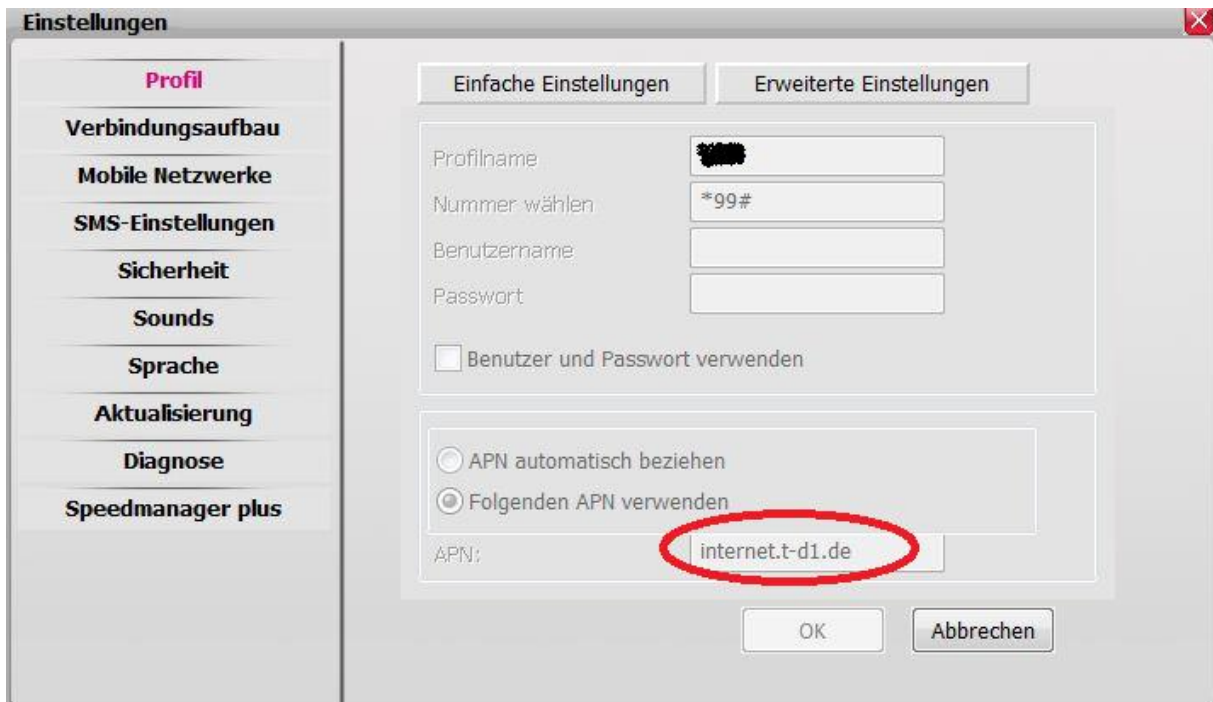 Einstellungen
Profil
Verbindungsaufbau
Mobile Netzwerke
SMS-Einstellungen
Sicherheit
Sounds
Sprache
Aktualisierung
Diagnose
Speedmanager plus
Einfache Einstellungen
Erweiterte Einstellungen
Profilname
Nummer wählen *99#
Benutzername
Passwort
Benutzer und Passwort verwenden
APN automatisch beziehen
Folgenden APN verwenden
APN: internet.t-d1.de
OK
Abbrechen